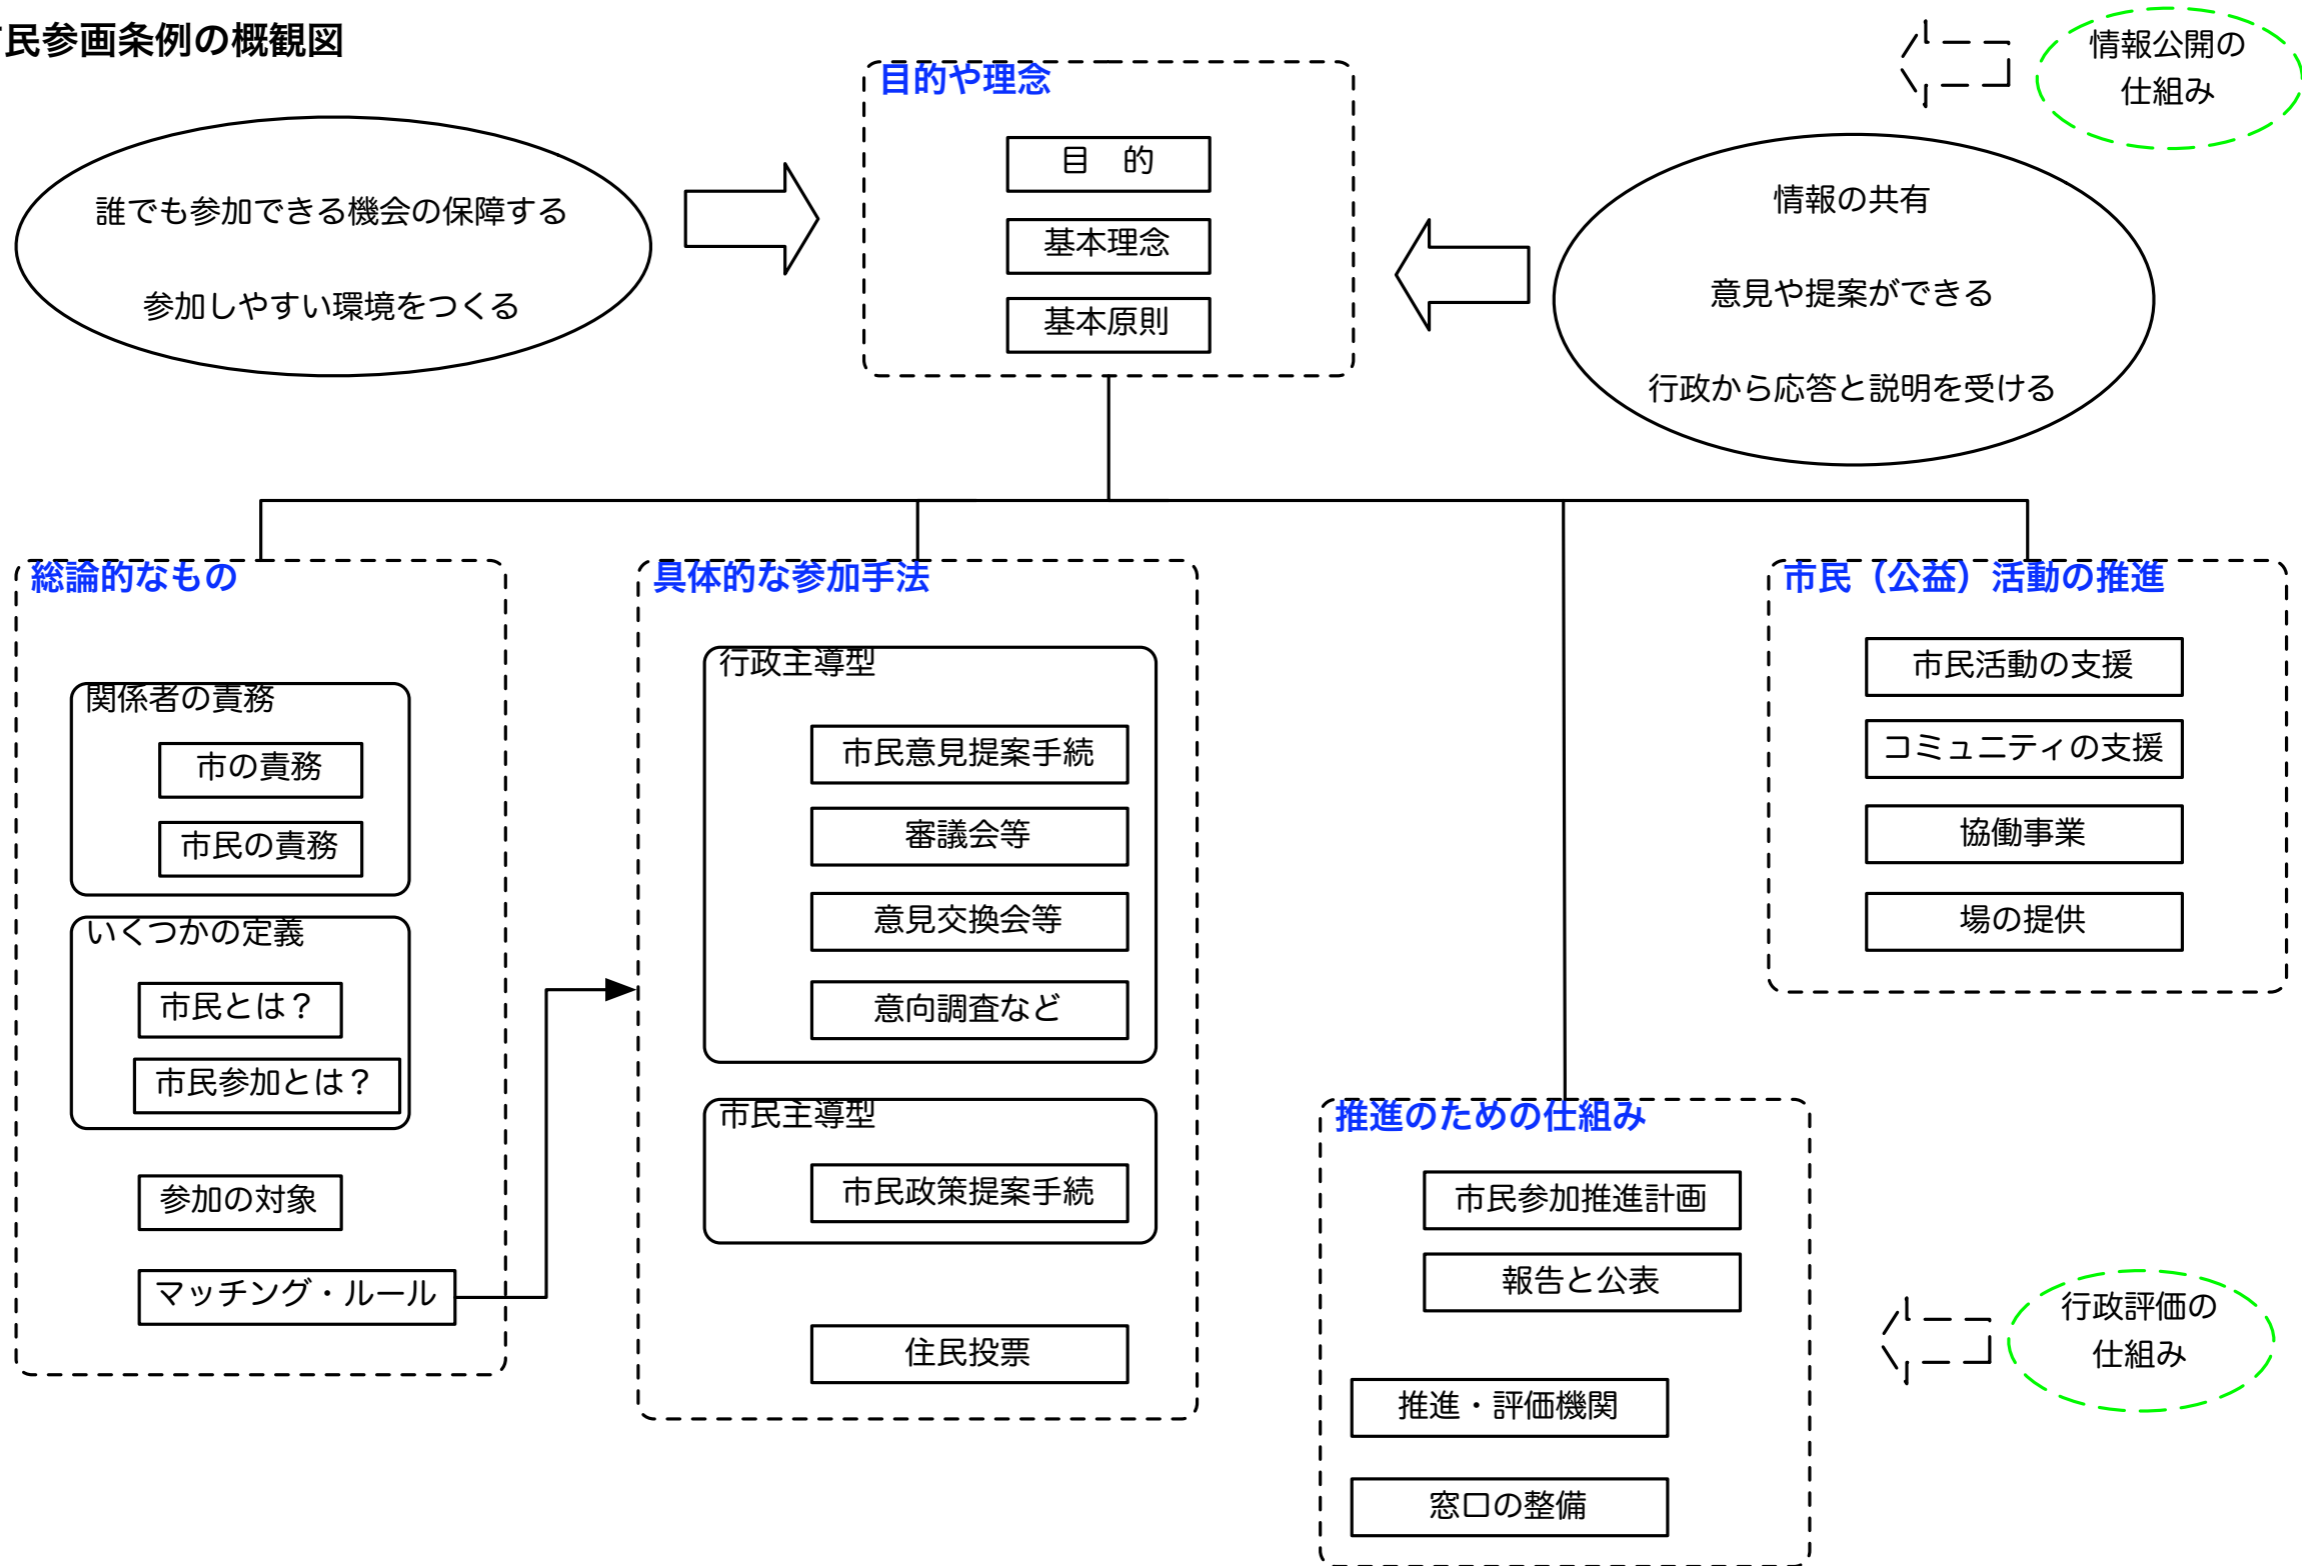 民参画条例の概観図
情報公開の
仕組み
目的や理念
目　的
基本理念
基本原則
誰でも参加できる機会の保障する
参加しやすい環境をつくる
情報の共有
意見や提案ができる
行政から応答と説明を受ける
総論的なもの
関係者の責務
市の責務
市民の責務
いくつかの定義
市民とは？
市民参加とは？
参加の対象
マッチング・ルール
具体的な参加手法
行政主導型
市民意見提案手続
審議会等
意見交換会等
意向調査など
市民主導型
市民政策提案手続
住民投票
推進のための仕組み
市民参加推進計画
報告と公表
推進・評価機関
窓口の整備
市民（公益）活動の推進
市民活動の支援
コミュニティの支援
協働事業
場の提供
行政評価の
仕組み